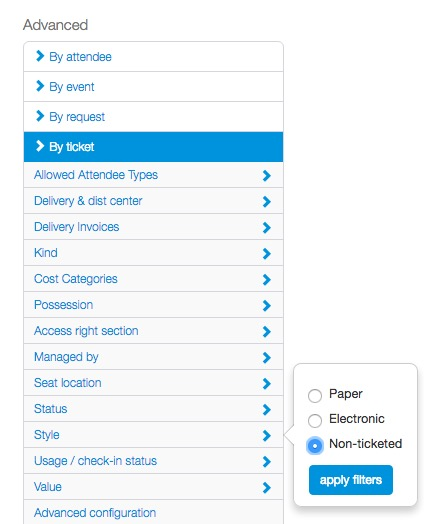 Advanced
By attendee
By event
By request
By ticket
Allowed Attendee Types
Delivery & dist center
Delivery Invoices
Kind
Cost Categories
Possession
Access right section
Managed by
Seat location
Status
Style
Usage / check-in status
Value
Advanced configuration
Paper
Electronic
Non-ticketed
apply filters